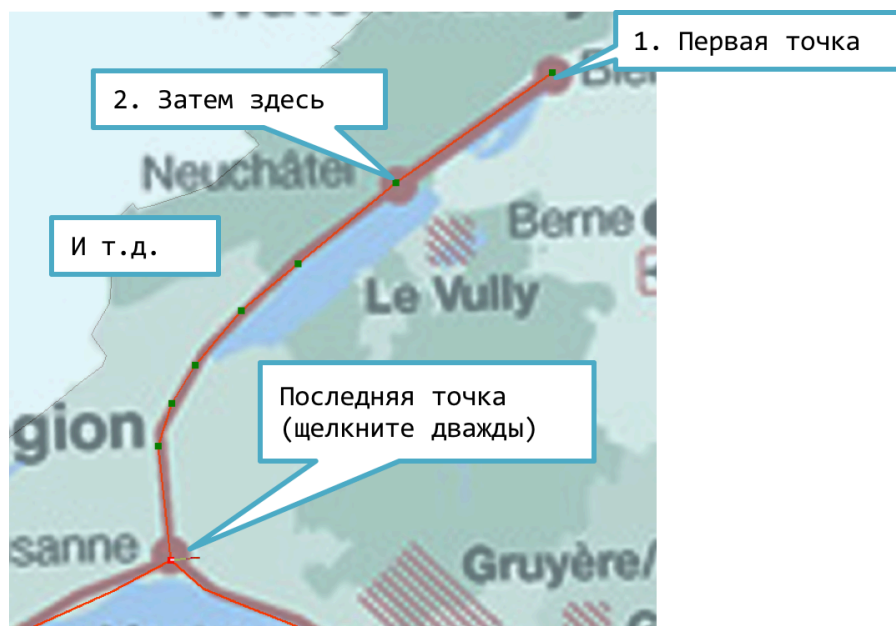 1. Первая точка
2. Затем здесь
Neuchâtel
Berne
И т.д.
Le Vully
Последняя точка
(щелкните дважды)
gion
sanne
Gruyère/